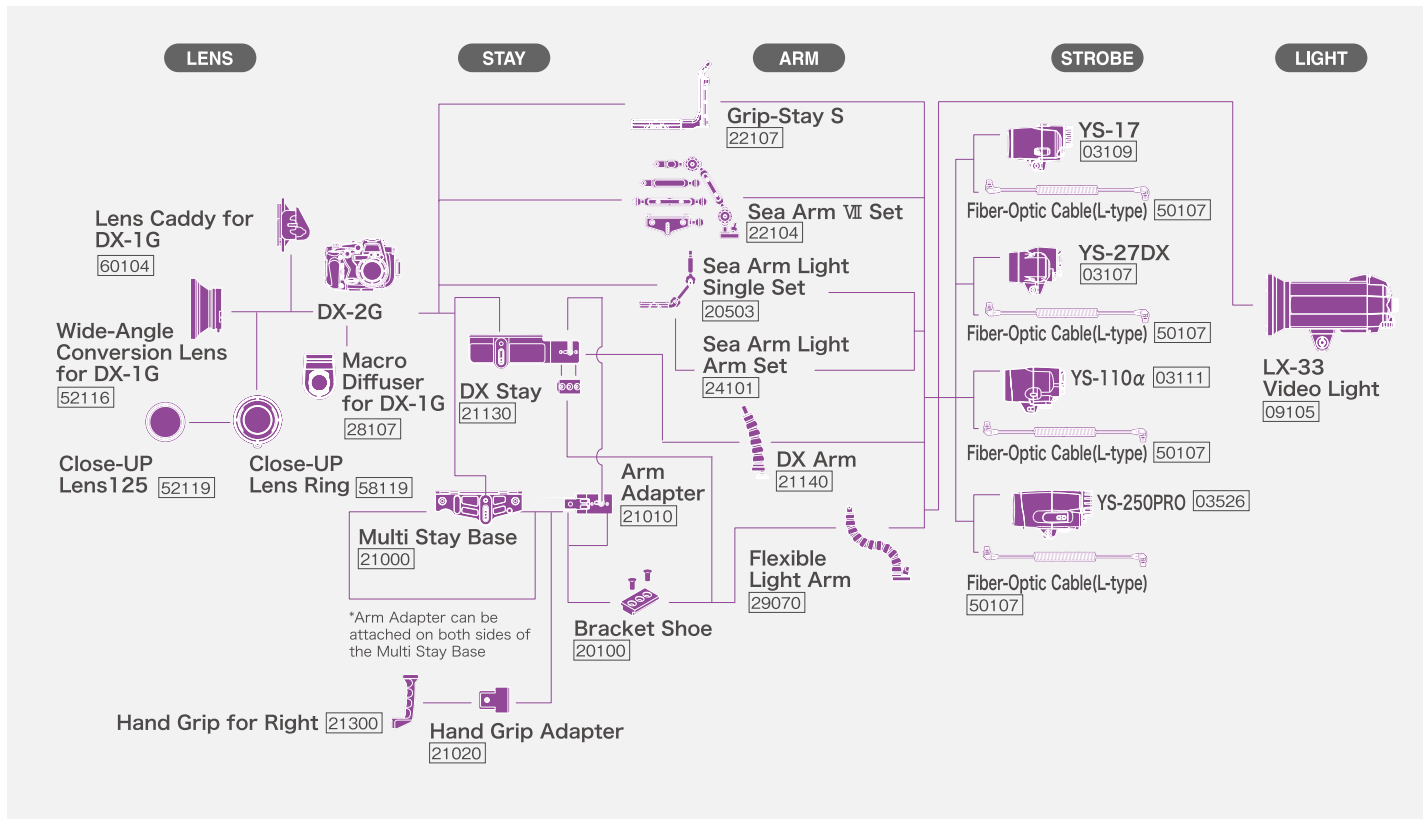 LENS
STAY
ARM
STROBE
LIGHT
Lens Caddy for
DX-1G
60104
Wide-Angle
Conversion Lens
for DX-1G
52116
DX-2G
Macro
Diffuser
for DX-1G
28107
Close-UP
Lens125 52119
Close-UP
Lens Ring 58119
DX Stay
21130
Multi Stay Base
21000
*Arm Adapter can be
attached on both sides of
the Multi Stay Base
Arm
Adapter
21010
Bracket Shoe
20100
Hand Grip for Right 21300
Hand Grip Adapter
21020
Grip-Stay S
22107
Sea Arm Ⅶ Set
22104
Sea Arm Light
Single Set
20503
Sea Arm Light
Arm Set
24101
DX Arm
21140
Flexible
Light Arm
29070
YS-17
03109
Fiber-Optic Cable(L-type) 50107
YS-27DX
03107
Fiber-Optic Cable(L-type) 50107
YS-110α 03111
Fiber-Optic Cable(L-type) 50107
YS-250PRO 03526
Fiber-Optic Cable(L-type)
50107
LX-33
Video Light
09105